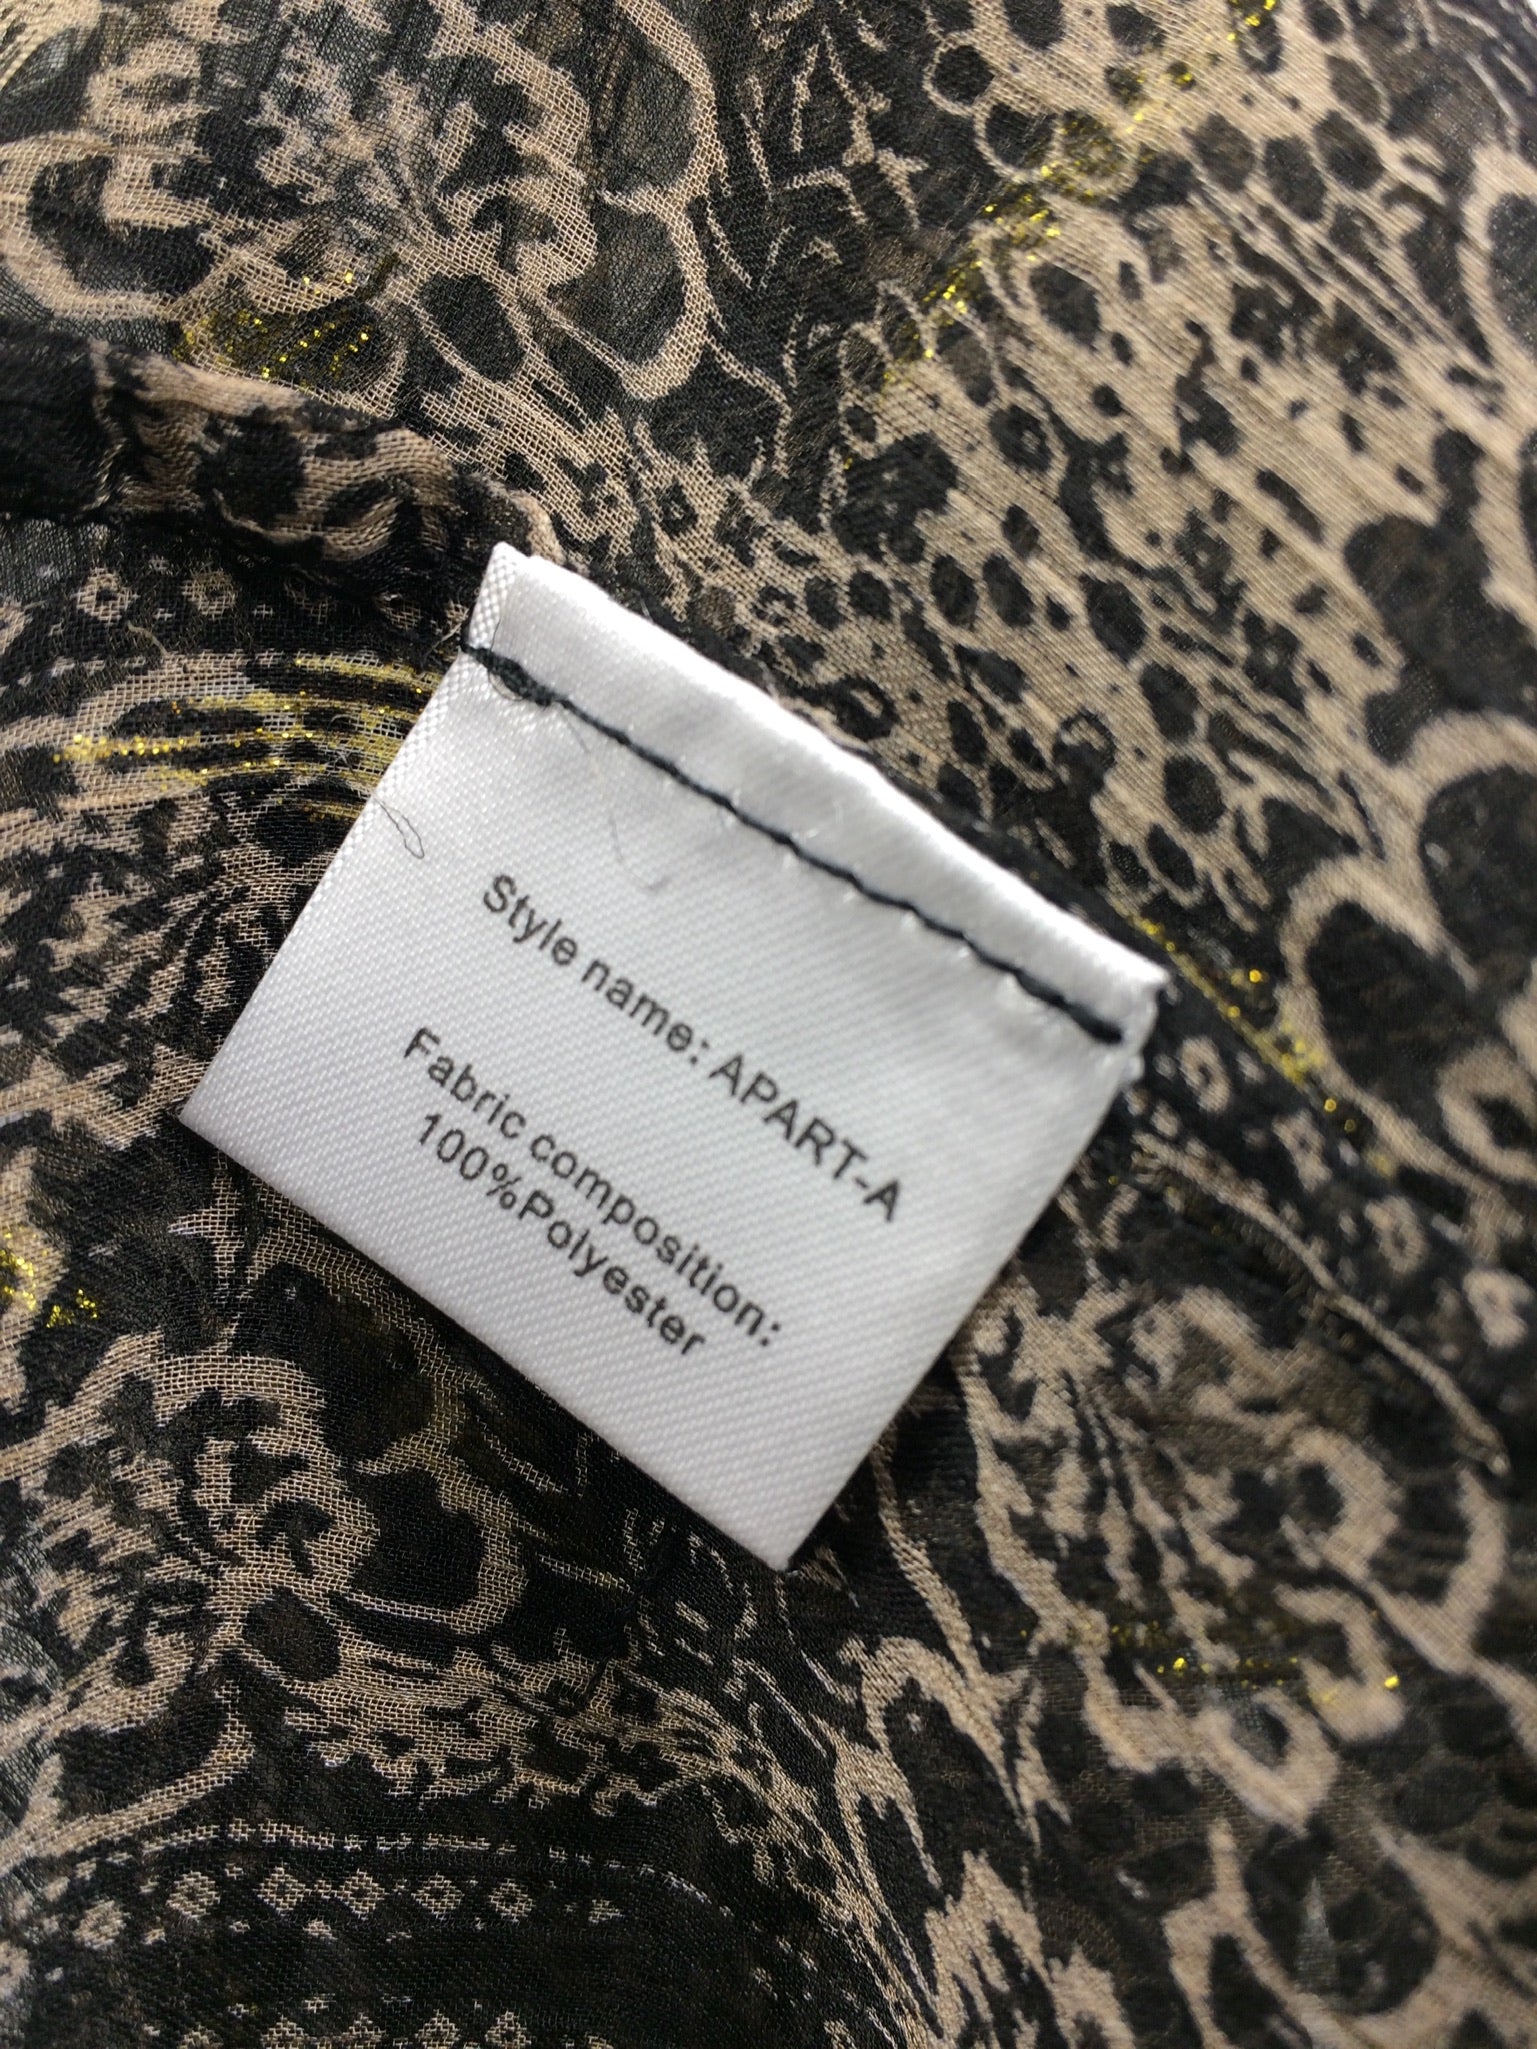 Style name: APART-A
Fabric composition:
100%Polyester